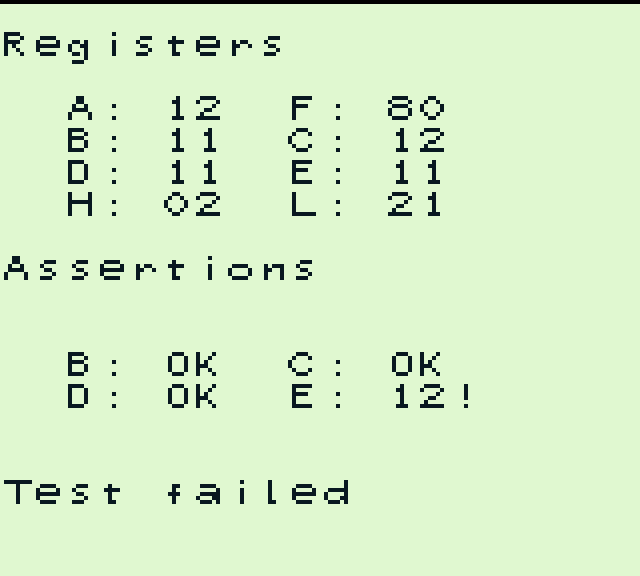 Registers
A: 12 F: 80
B: 11 C: 12
D: 11 E: 11
H: 02 L: 21
Assertions
B: OK C: OK
D: OK E: 12!
Test failed